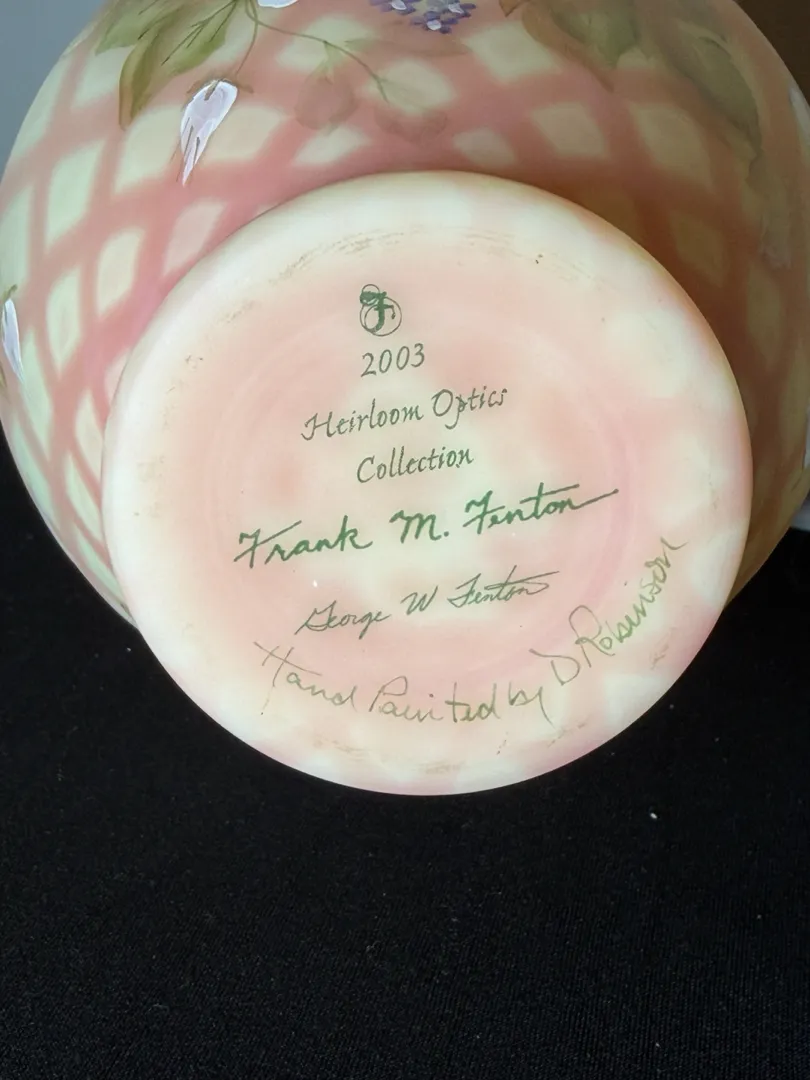 F
2003
Heirloom Optics
Collection
Frank M. Fenton
George W Fenton
Hand Painted by D Robinson